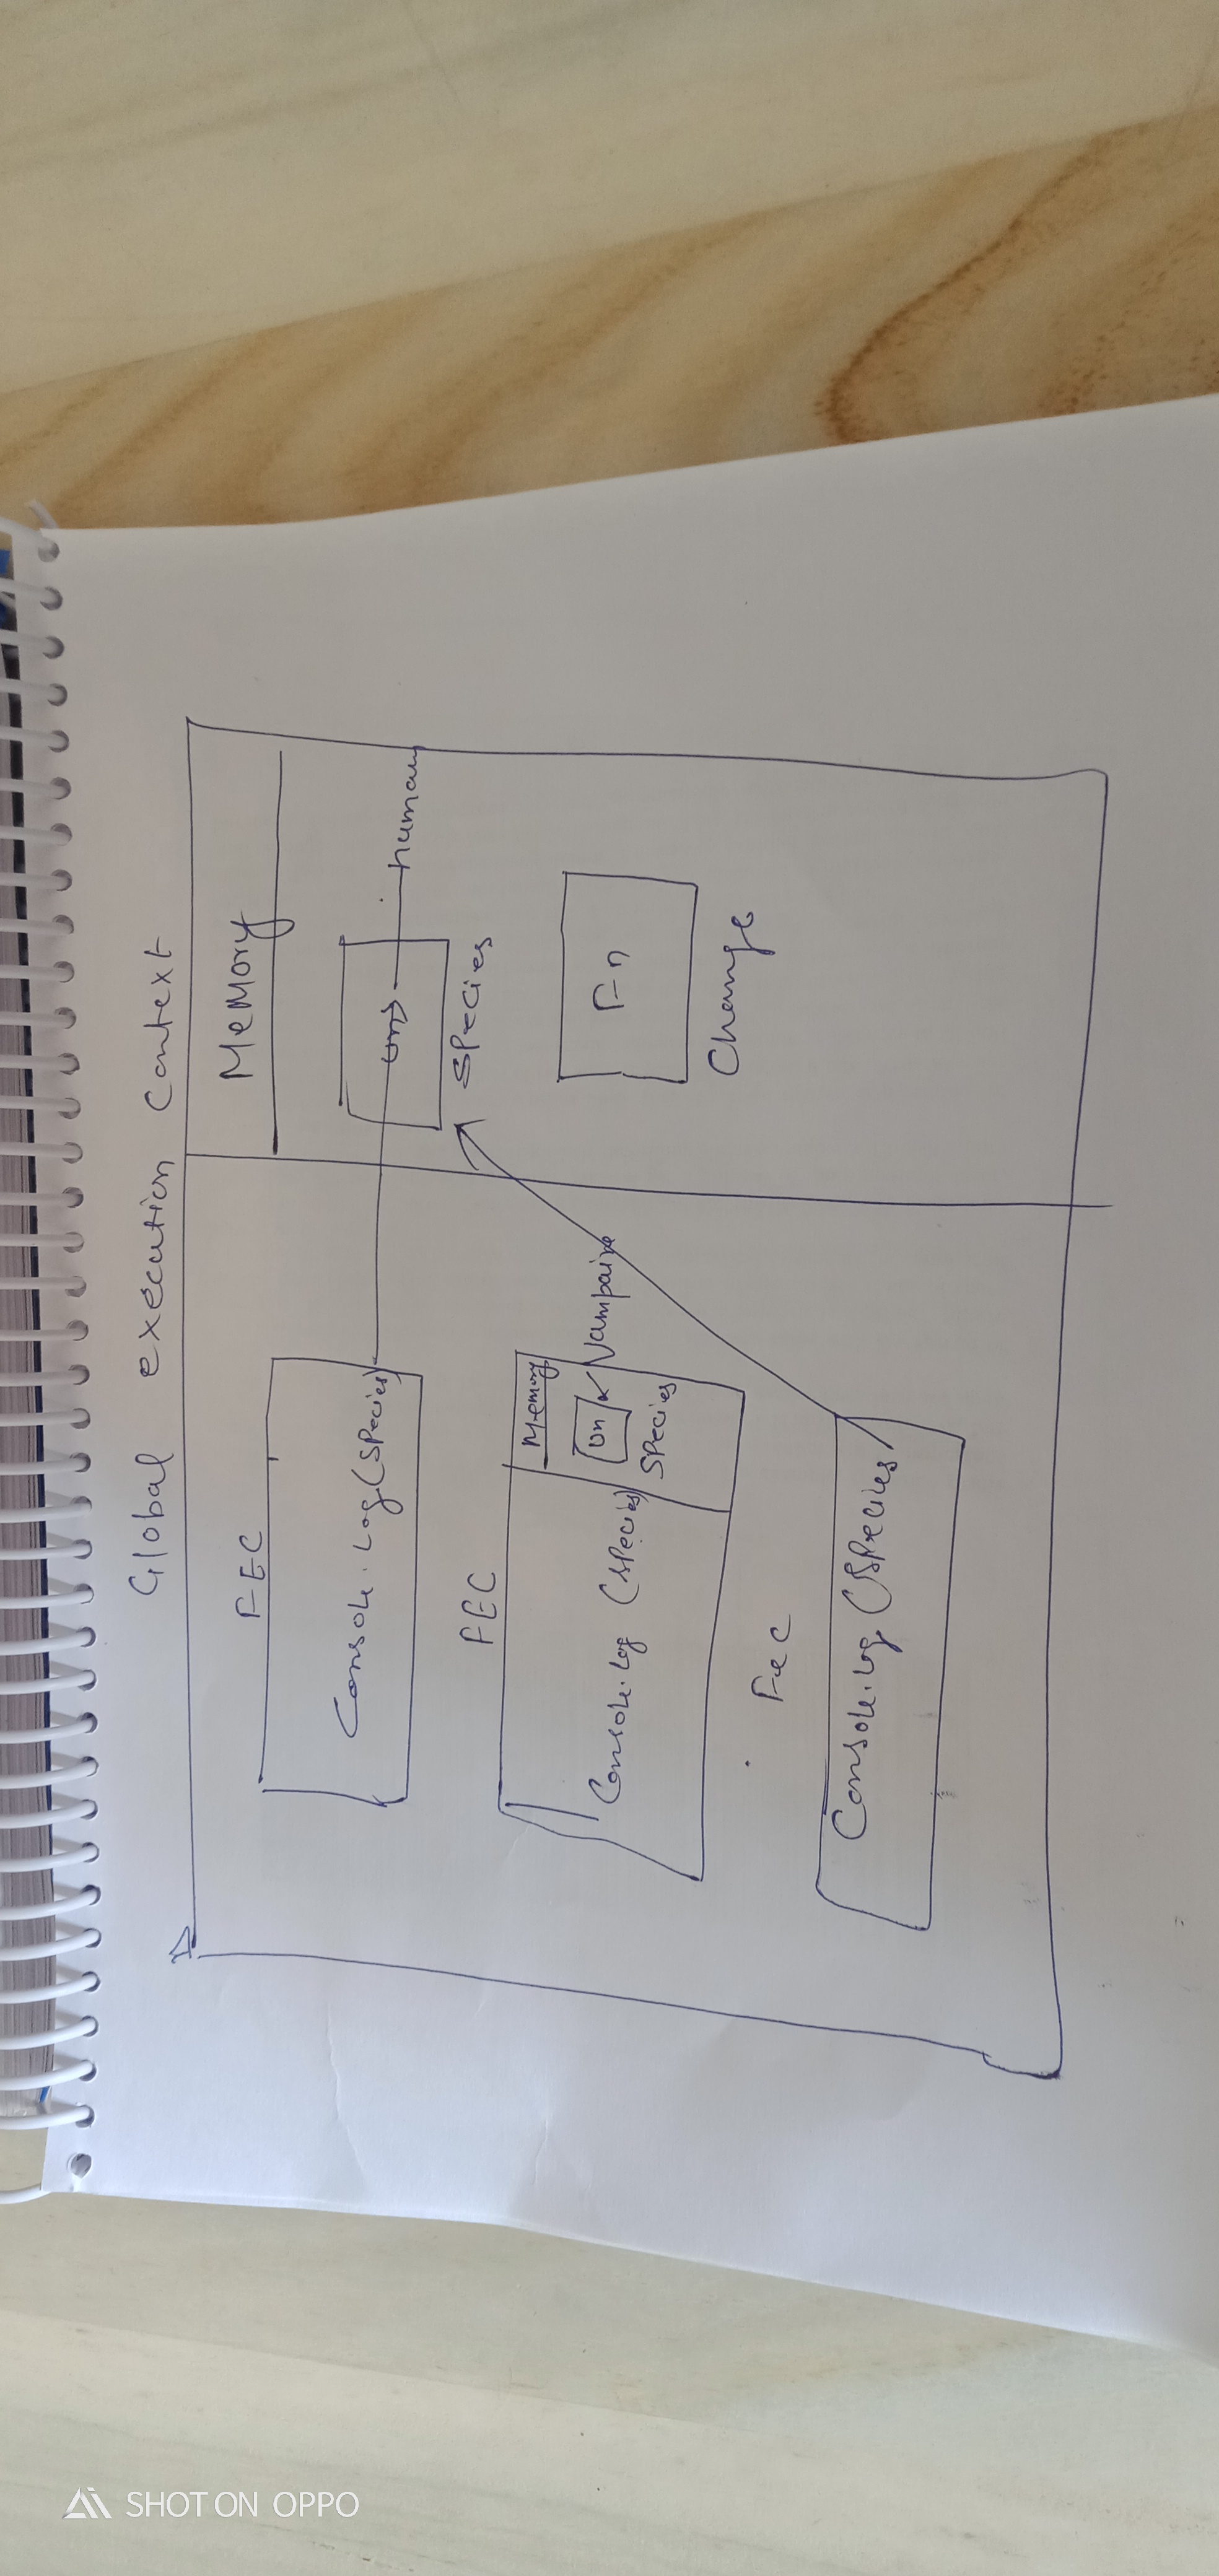 Global execution context
Memory
FEC
Console.log(Species)
un
human
Species
FEC
Memory
Console.log(Species)
un
Vampaire
Species
Fn
Change
Fec
Console.log(Species)
SHOT ON OPPO